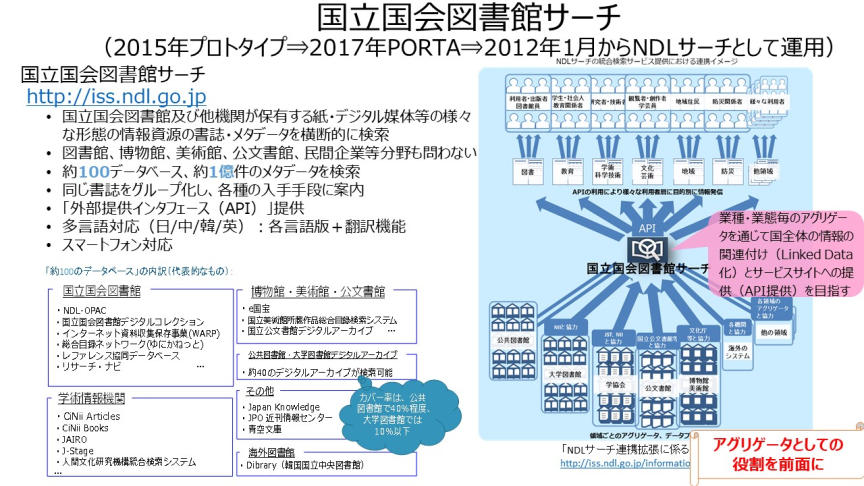 国立国会図書館サーチ
（2015年プロトタイプ⇒2017年PORTA⇒2012年1月からNDLサーチとして運用）
国立国会図書館サーチ
http://iss.ndl.go.jp
• 国立国会図書館及び他機関が保有する紙・デジタル媒体等の様々
な形態の情報資源の書誌・メタデータを横断的に検索
• 図書館、博物館、美術館、公文書館、民間企業等分野も問わない
• 約100データベース、約1億件のメタデータを検索
• 同じ書誌をグループ化し、各種の入手手段に案内
• 「外部提供インタフェース（API）」提供
• 多言語対応（日/中/韓/英）：各言語版＋翻訳機能
• スマートフォン対応
「約100のデータベース」の内訳（代表的なもの）：
国立国会図書館
・NDL-OPAC
・国立国会図書館デジタルコレクション
・インターネット資料収集保存事業(WARP)
・総合目録ネットワーク(ゆにかねっと)
・レファレンス協同データベース
・リサーチ・ナビ …
学術情報機関
・CiNii Articles
・CiNii Books
・JAIRO
・J-Stage
・人間文化研究機構統合検索システム
…
博物館・美術館・公文書館
・e国宝
・国立美術館所蔵作品総合目録検索システム
・国立公文書館デジタルアーカイブ …
公共図書館・大学図書館デジタルアーカイブ
・約40のデジタルアーカイブが検索可能
その他
・Japan Knowledge
・JPO 近刊情報センター
・青空文庫
海外図書館
・Dibrary（韓国国立中央図書館）
カバー率は、公共
図書館で40%程度、
大学図書館では
10%以下
NDLサーチの統合検索サービス提供における連携イメージ
利用者・出版者
図書館員
学生・社会人
教育関係者
研究者・技術者
観覧者・創作者
学芸員
地域住民
防災関係者
様々な利用者
図書
教育
学術
科学技術
文化
芸術
地域
防災
他領域
APIの利用により様々な利用者層に目的別に情報発信
API
国立国会図書館サーチ
業種・業態毎のアグリゲー
タを通じて国全体の情報の
関連付け（Linked Data
化）とサービスサイトへの提
供（API提供）を目指す
公共図書館
NIIと協力
大学図書館
JST、NII
と協力
学協会
国立公文書館等
と協力
公文書館
文化庁
等と協力
博物館
美術館
各機関
と協力
海外の
システム
各領域の
と協力
他の領域
領域ごとのアグリゲータ、データプ
「NDLサーチ連携拡張に係る
http://iss.ndl.go.jp/informatio
アグリゲータとしての
役割を前面に